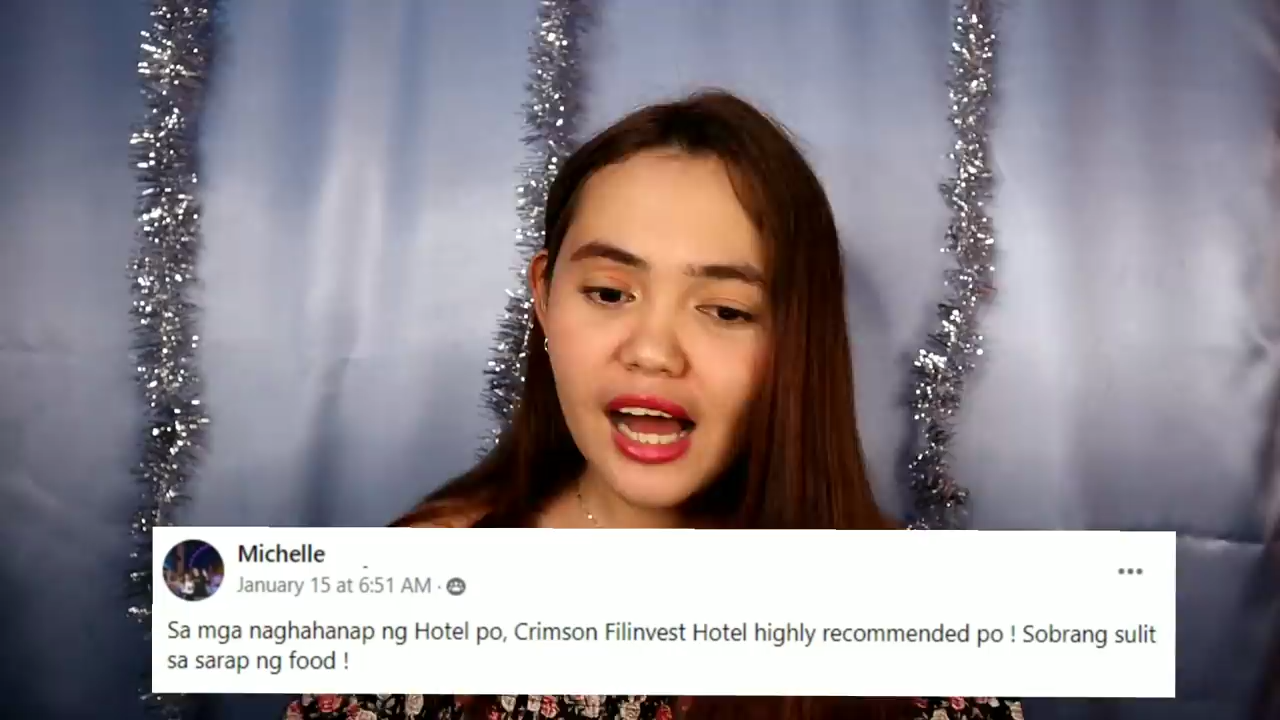 Michelle
January 15 at 6:51 AM ·
Sa mga naghahanap ng Hotel po, Crimson Filinvest Hotel highly recommended po ! Sobrang sulit
sa sarap ng food !